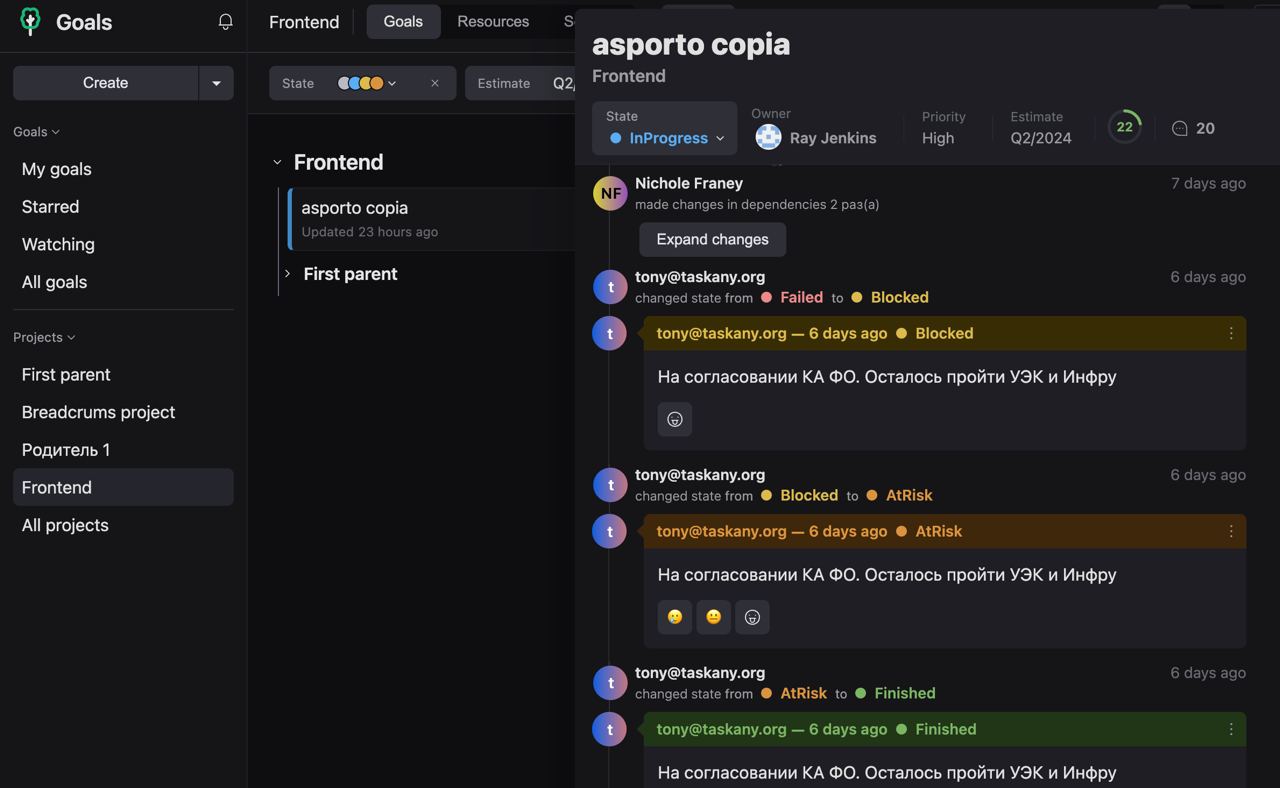 Goals
Create
Goals
My goals
Starred
Watching
All goals
Projects
First parent
Breadcrums project
Родитель 1
Frontend
All projects
Frontend
Goals
Resources
State
Estimate
Q2/
Frontend
asporto copia
Updated 23 hours ago
First parent
asporto copia
Frontend
State
InProgress
Owner
Ray Jenkins
Priority
High
Estimate
Q2/2024
22
20
NF
Nichole Franey
7 days ago
made changes in dependencies 2 раз(а)
Expand changes
t
tony@taskany.org
6 days ago
changed state from Failed to Blocked
t
tony@taskany.org — 6 days ago Blocked
На согласовании КА ФО. Осталось пройти УЭК и Инфру
t
tony@taskany.org
6 days ago
changed state from Blocked to AtRisk
t
tony@taskany.org — 6 days ago AtRisk
На согласовании КА ФО. Осталось пройти УЭК и Инфру
t
tony@taskany.org
6 days ago
changed state from AtRisk to Finished
t
tony@taskany.org — 6 days ago Finished
На согласовании КА ФО. Осталось пройти УЭК и Инфру